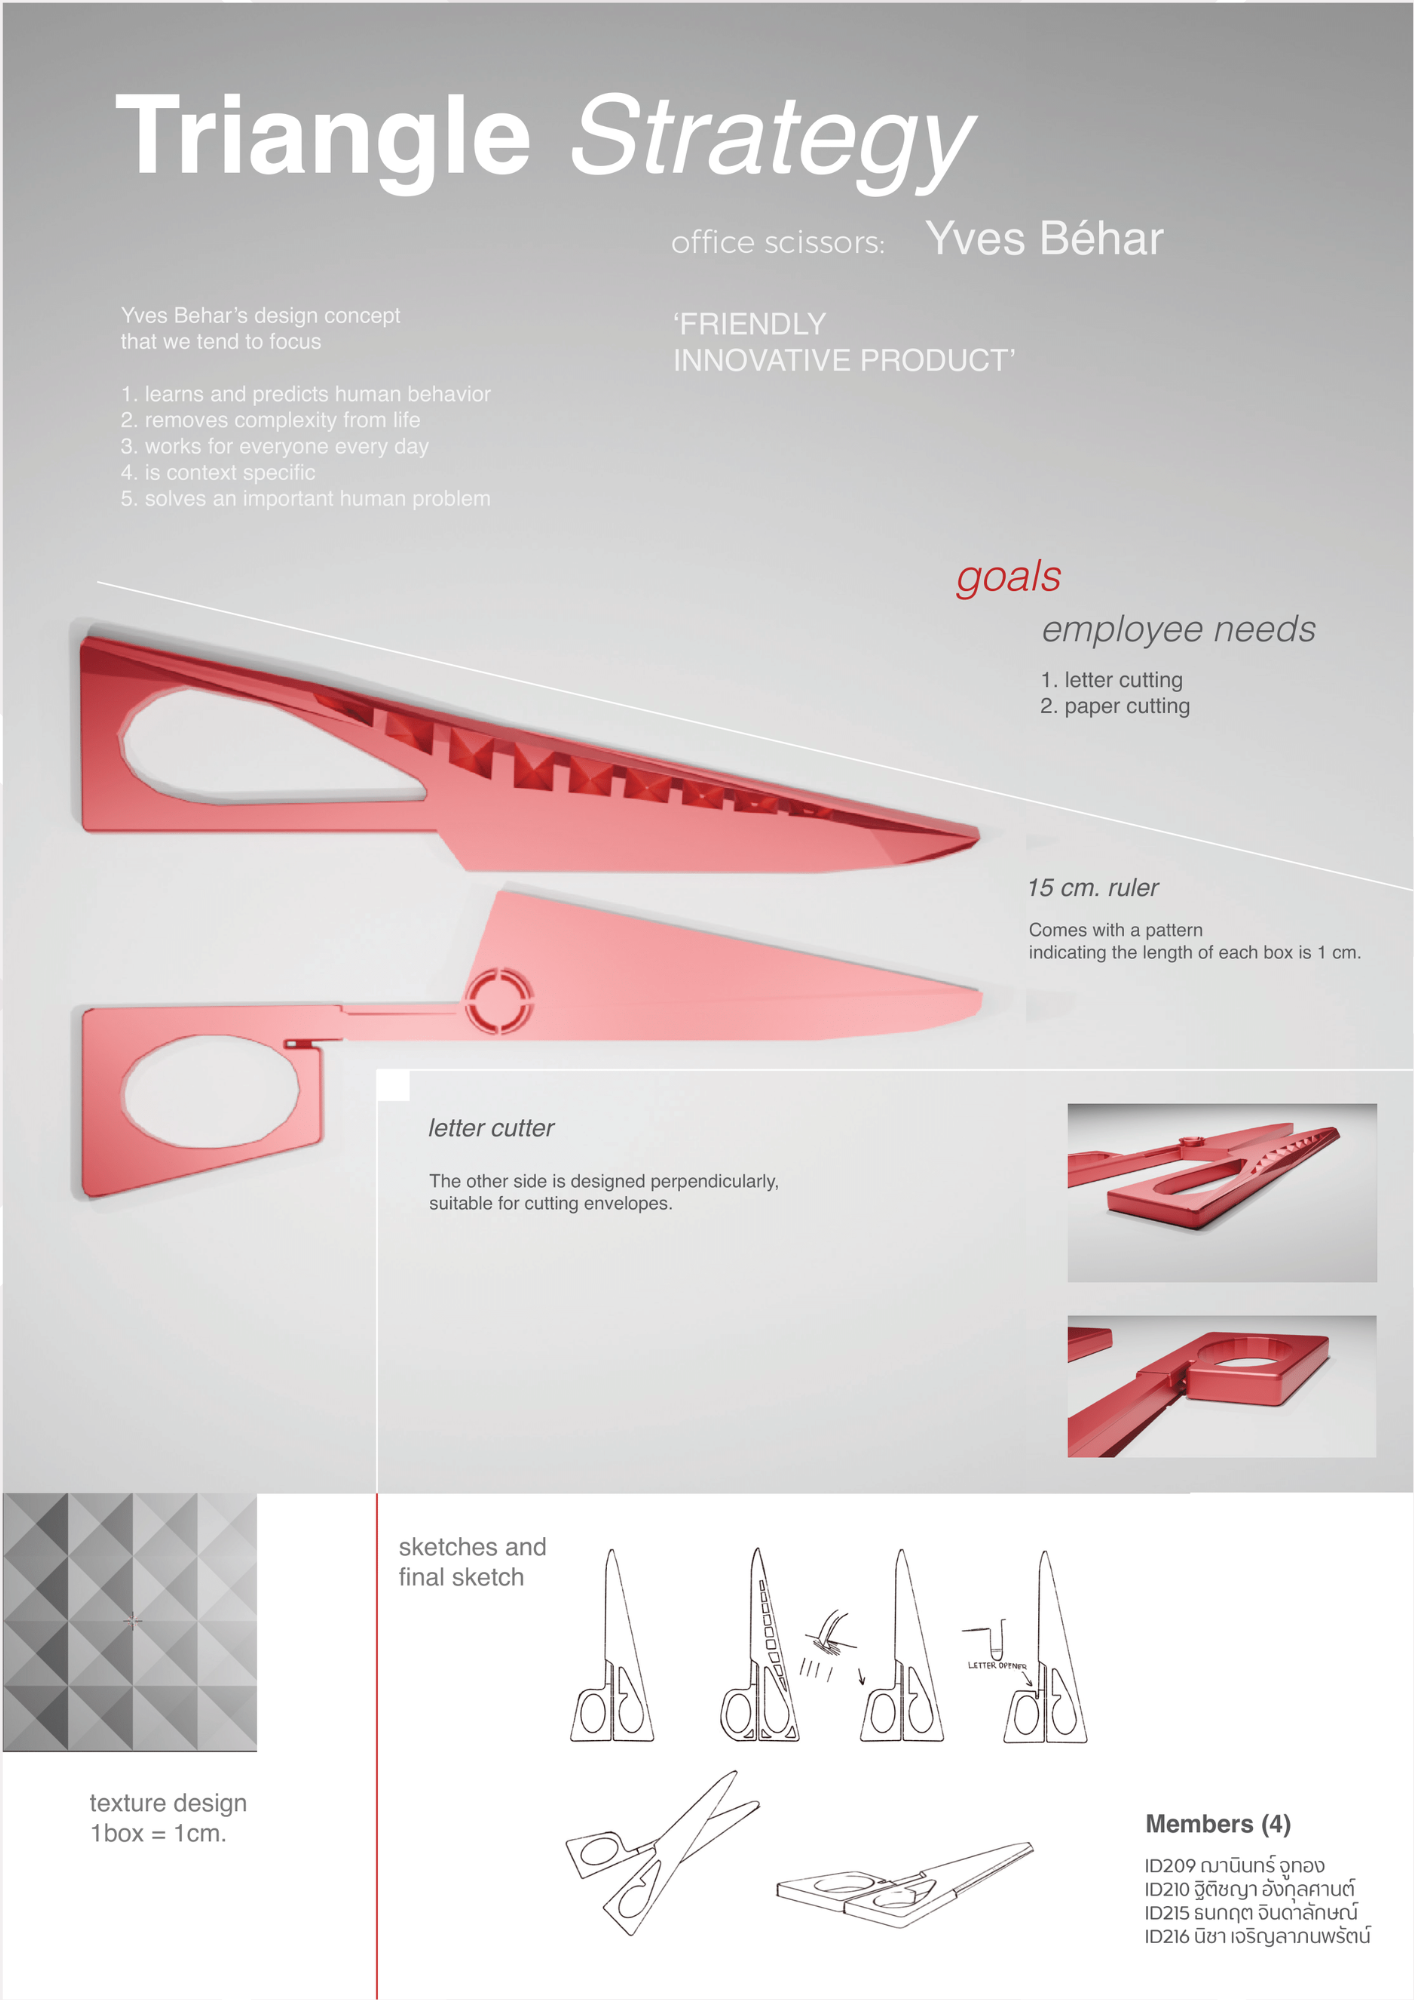 Triangle Strategy
office scissors: Yves Béhar
Yves Behar's design concept
that we tend to focus
1. learns and predicts human behavior
2. removes complexity from life
3. works for everyone every day
4. is context specific
5. solves an important human problem
‘FRIENDLY
INNOVATIVE PRODUCT’
goals
employee needs
1. letter cutting
2. paper cutting
15 cm. ruler
Comes with a pattern
indicating the length of each box is 1 cm.
letter cutter
The other side is designed perpendicularly,
suitable for cutting envelopes.
sketches and
final sketch
LETTER OPENER
texture design
1box = 1cm.
Members (4)
ID209 ฌานินทร์ จูทอง
ID210 ฐิติชญา อังกุลศานต์
ID215 ธนกฤต จินดาลักษณ์
ID216 นิชา เจริญลาภนพรัตน์